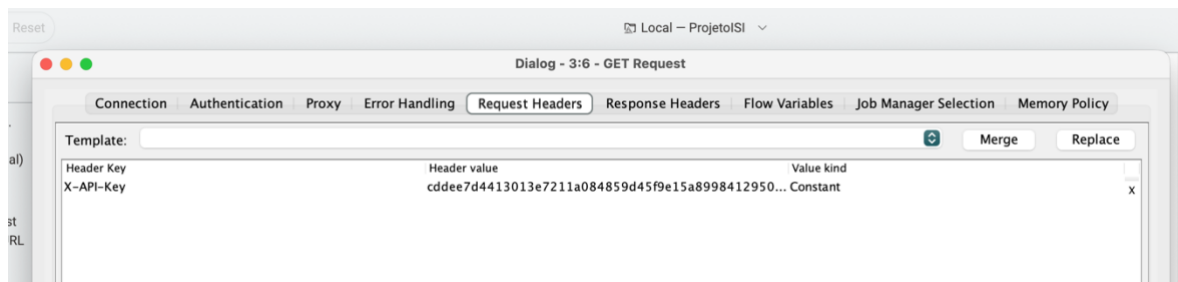 Reset
Local — ProjetoISI
Dialog - 3:6 - GET Request
Connection Authentication Proxy Error Handling Request Headers Response Headers Flow Variables Job Manager Selection Memory Policy
Template: Merge Replace
al)
Header Key Header value Value kind
X-API-Key cddee7d4413013e7211a084859d45f9e15a8998412950... Constant X
st
RL